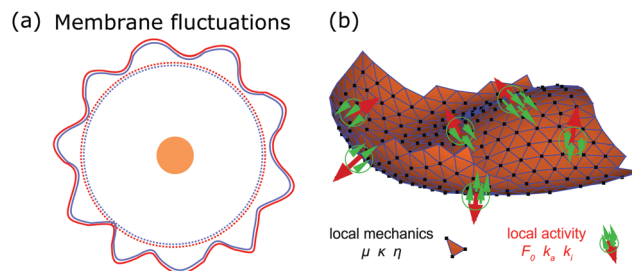 (a) Membrane fluctuations
(b)
local mechanics
μ κ η
local activity
F₀ kₐ kᵢ